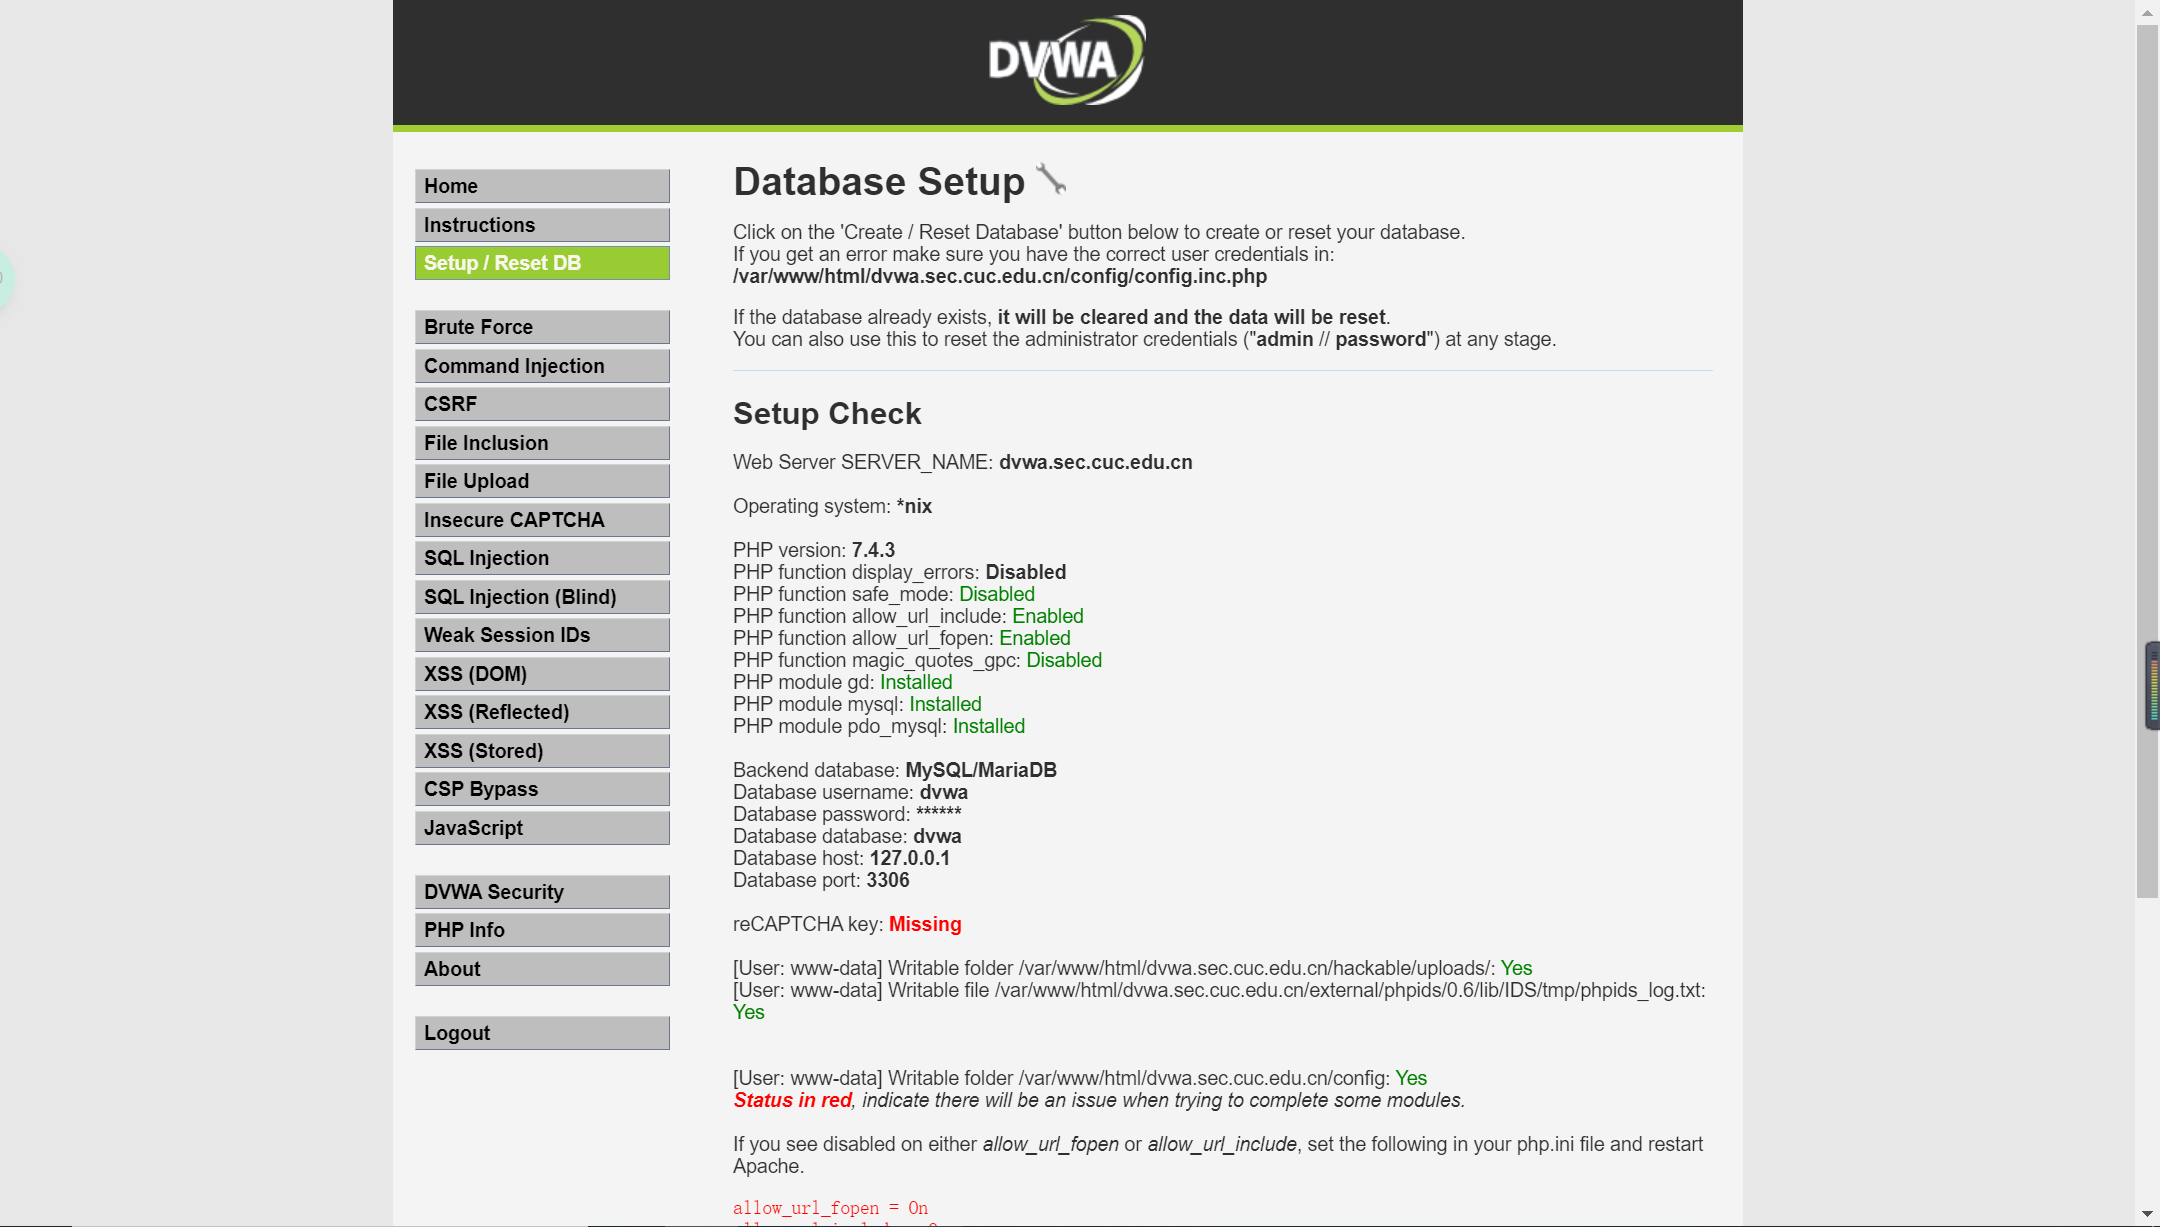 DVWA
Home
Instructions
Setup / Reset DB
Brute Force
Command Injection
CSRF
File Inclusion
File Upload
Insecure CAPTCHA
SQL Injection
SQL Injection (Blind)
Weak Session IDs
XSS (DOM)
XSS (Reflected)
XSS (Stored)
CSP Bypass
JavaScript
DVWA Security
PHP Info
About
Logout
Database Setup
Click on the 'Create / Reset Database' button below to create or reset your database.
If you get an error make sure you have the correct user credentials in:
/var/www/html/dvwa.sec.cuc.edu.cn/config/config.inc.php
If the database already exists, it will be cleared and the data will be reset.
You can also use this to reset the administrator credentials ("admin // password") at any stage.
Setup Check
Web Server SERVER_NAME: dvwa.sec.cuc.edu.cn
Operating system: *nix
PHP version: 7.4.3
PHP function display_errors: Disabled
PHP function safe_mode: Disabled
PHP function allow_url_include: Enabled
PHP function allow_url_fopen: Enabled
PHP function magic_quotes_gpc: Disabled
PHP module gd: Installed
PHP module mysql: Installed
PHP module pdo_mysql: Installed
Backend database: MySQL/MariaDB
Database username: dvwa
Database password: ******
Database database: dvwa
Database host: 127.0.0.1
Database port: 3306
reCAPTCHA key: Missing
[User: www-data] Writable folder /var/www/html/dvwa.sec.cuc.edu.cn/hackable/uploads/: Yes
[User: www-data] Writable file /var/www/html/dvwa.sec.cuc.edu.cn/external/phpids/0.6/lib/IDS/tmp/phpids_log.txt:
Yes
[User: www-data] Writable folder /var/www/html/dvwa.sec.cuc.edu.cn/config: Yes
Status in red, indicate there will be an issue when trying to complete some modules.
If you see disabled on either allow_url_fopen or allow_url_include, set the following in your php.ini file and restart
Apache.
allow_url_fopen = On